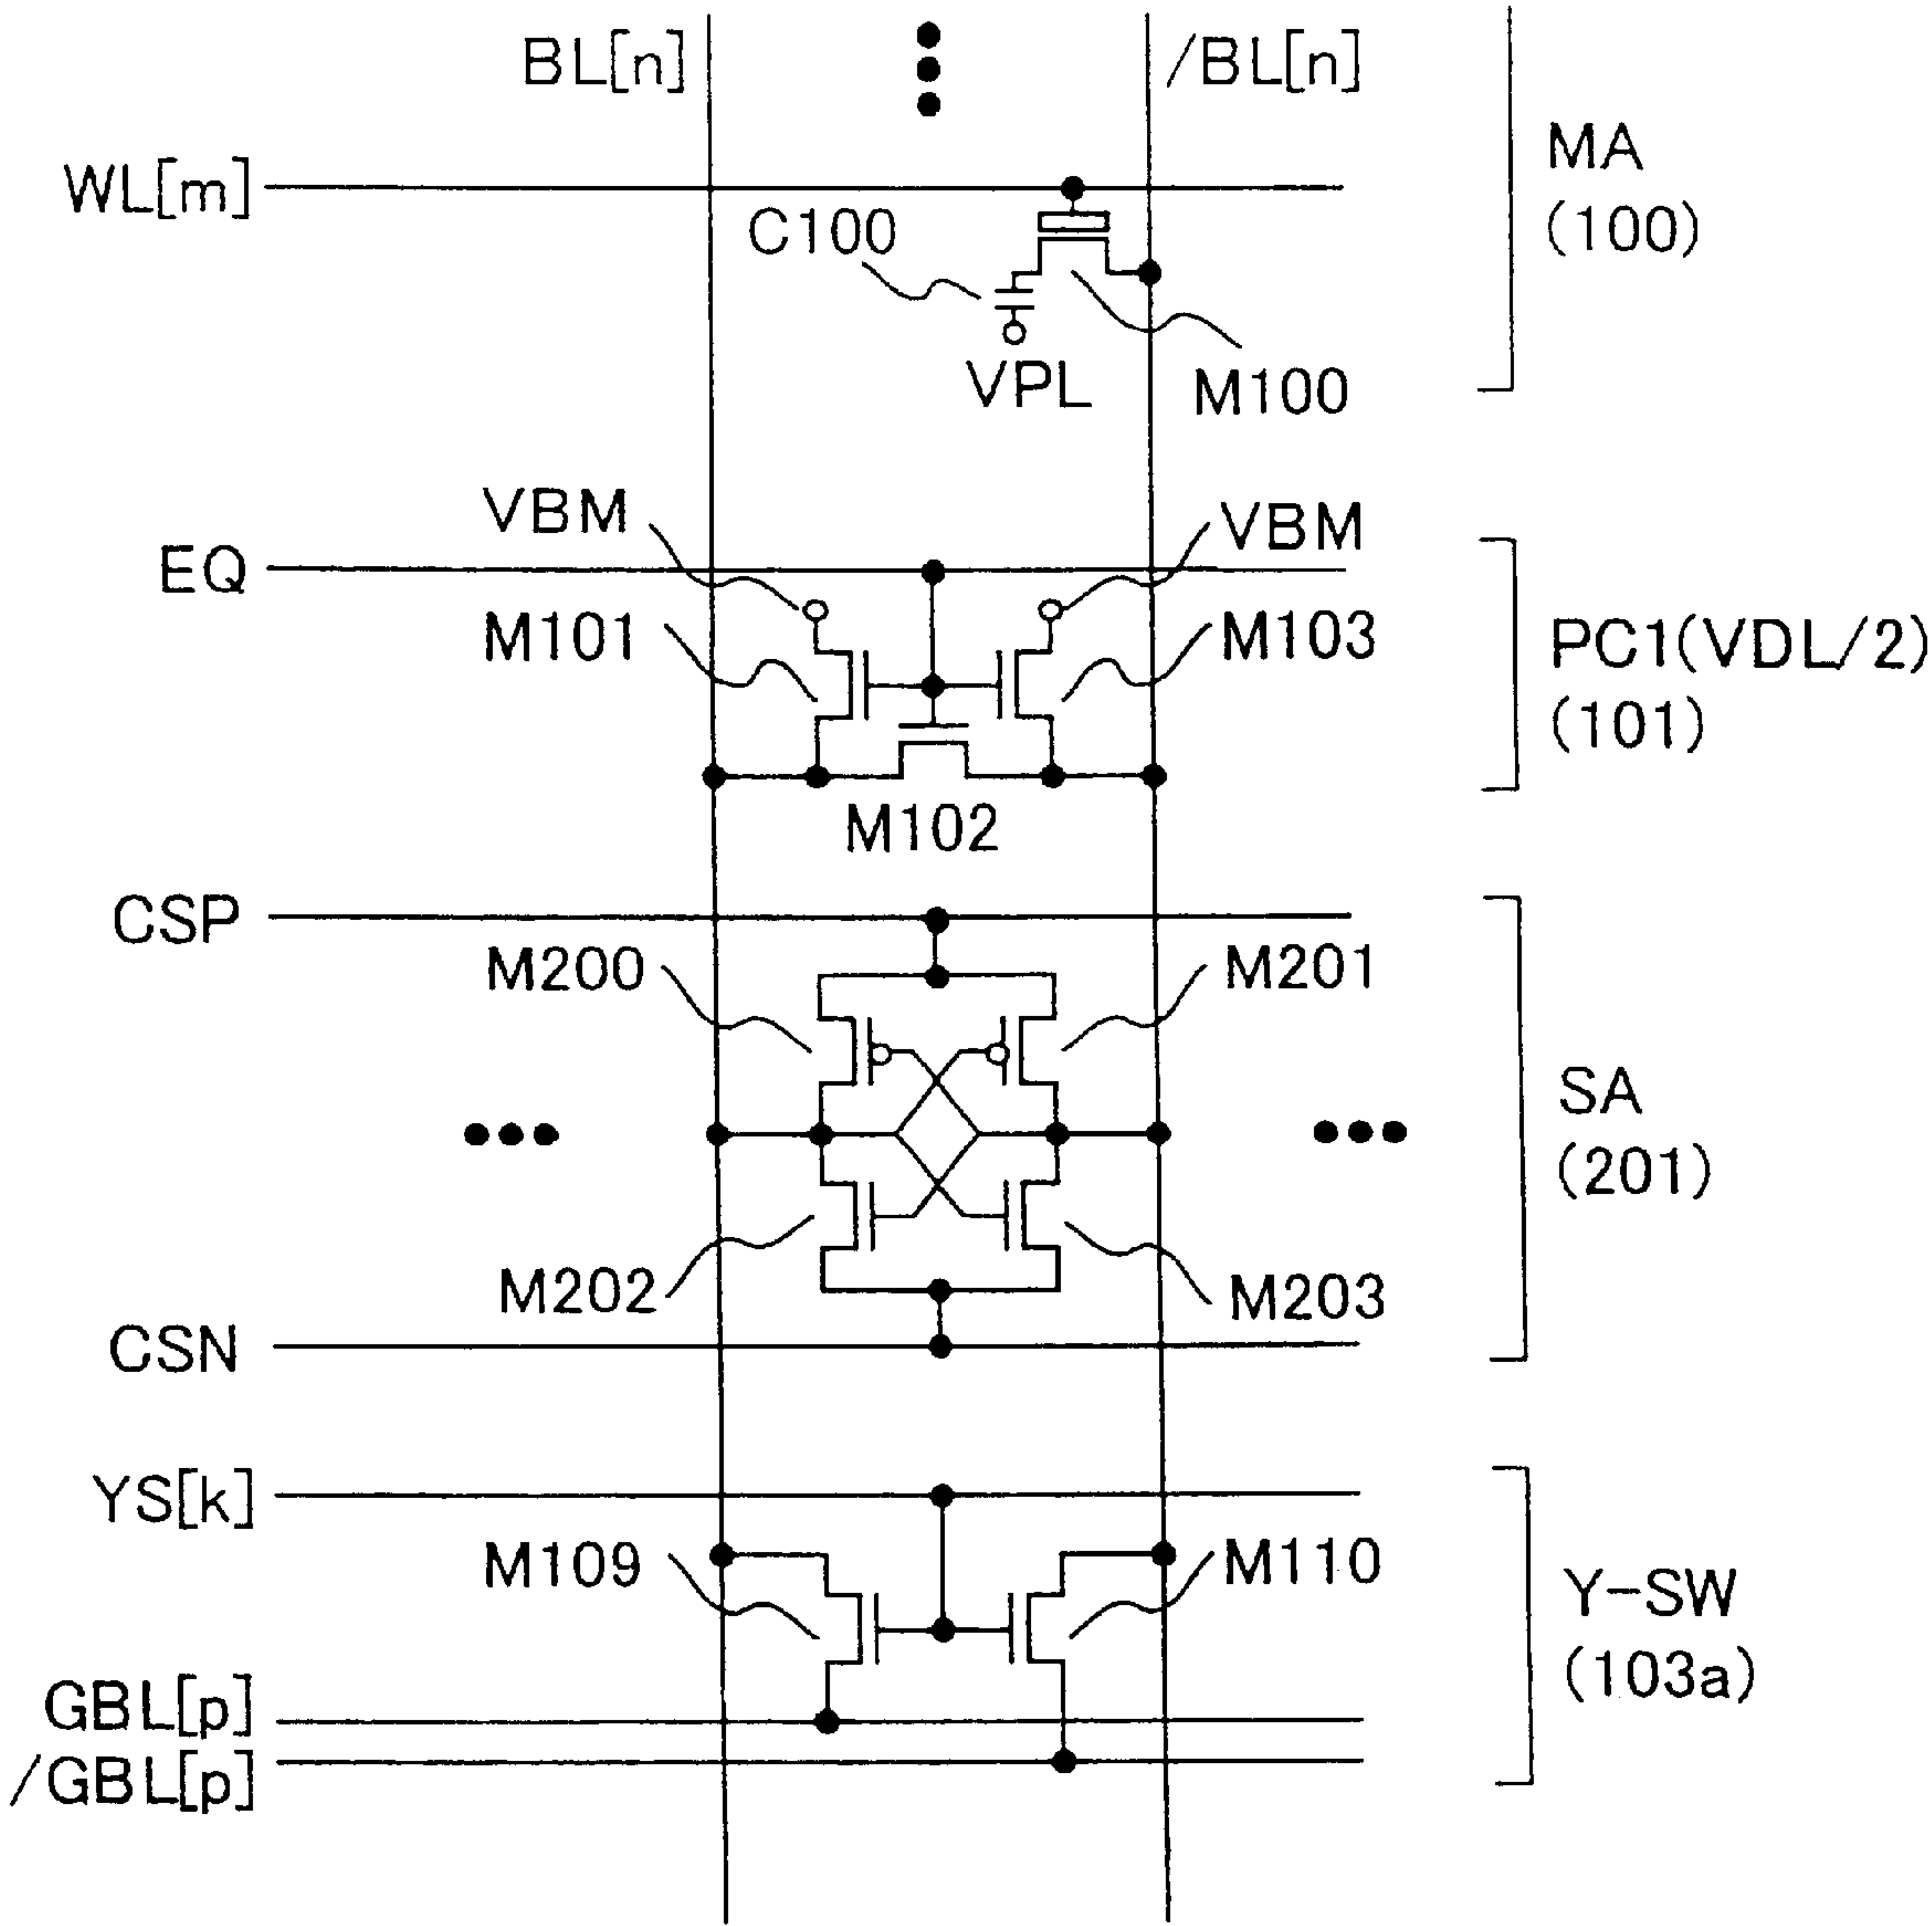 BL[n]
/BL[n]
WL[m]
C100
MA
(100)
VPL
M100
VBM
VBM
EQ
M101
M103
PC1(VDL/2)
(101)
M102
CSP
M200
M201
SA
(201)
M202
M203
CSN
YS[k]
M109
M110
Y-SW
(103a)
GBL[p]
/GBL[p]